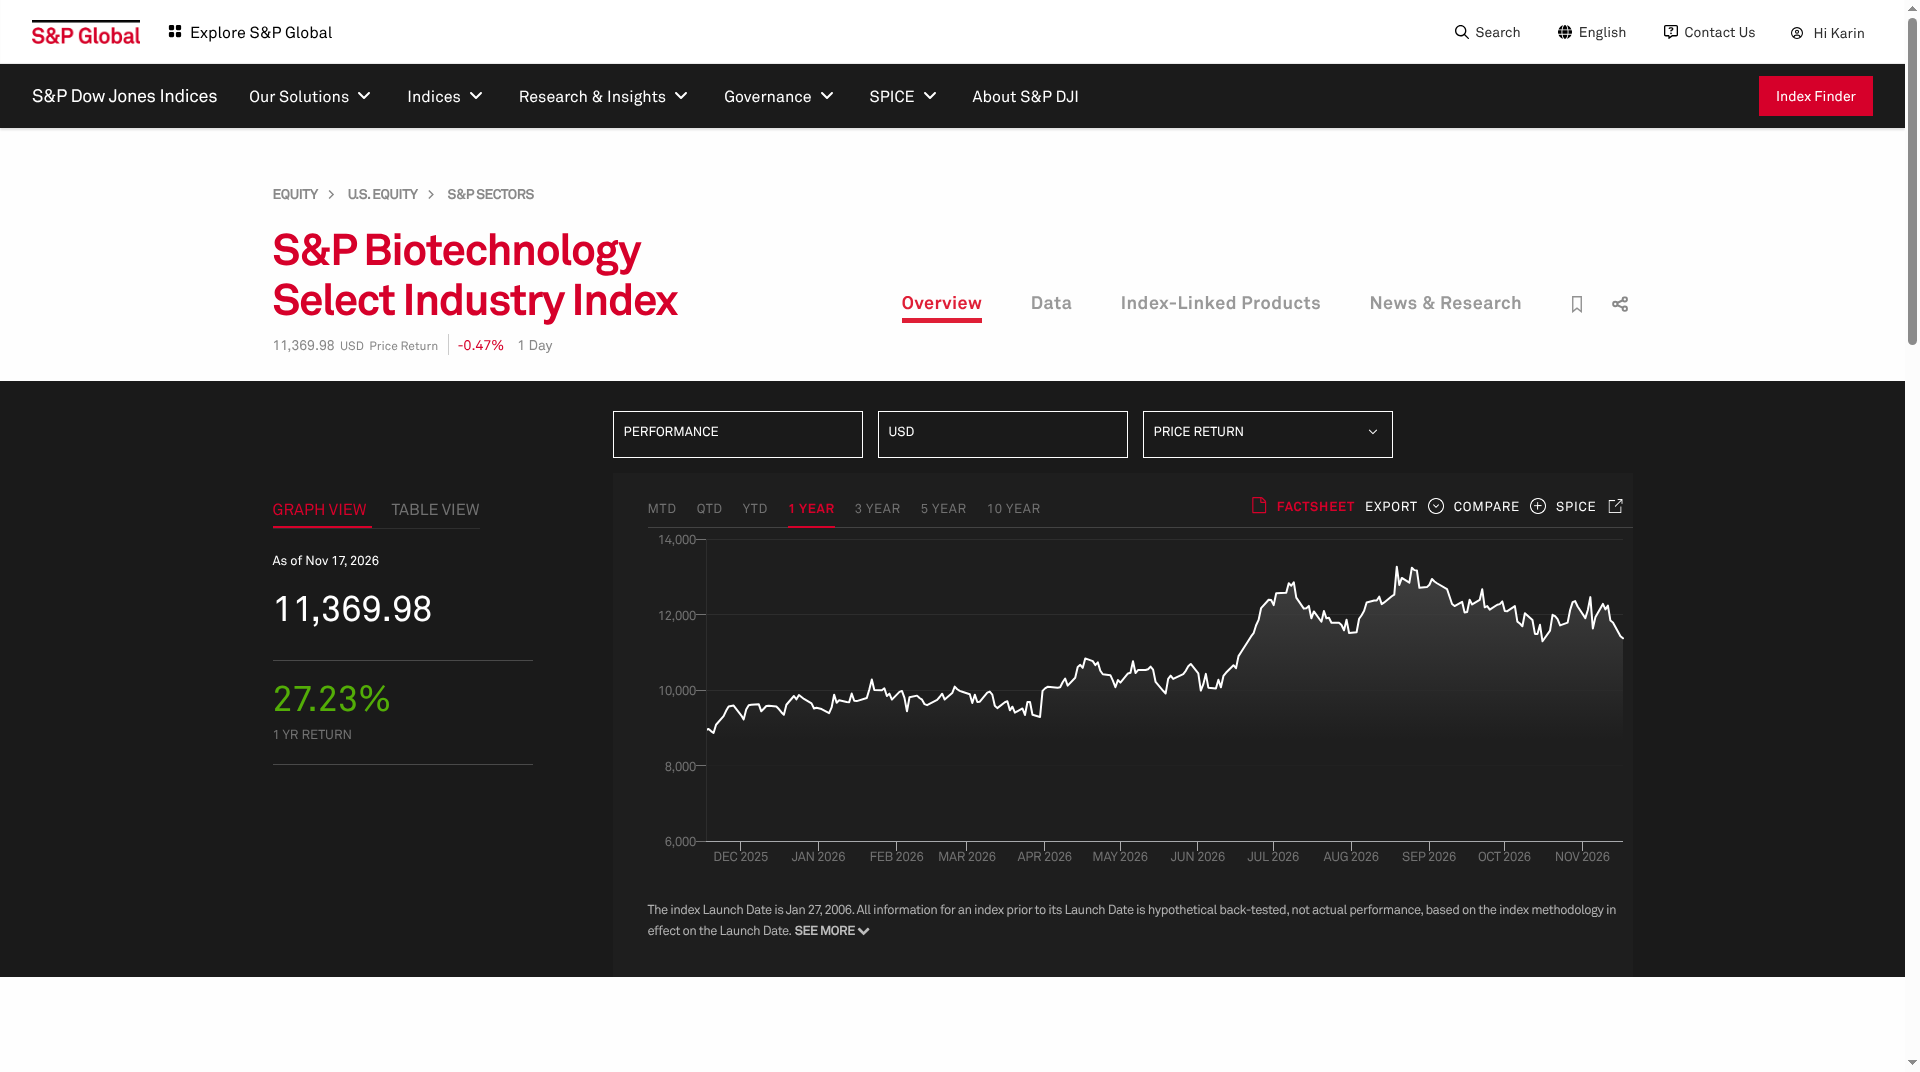 S&P Global
Explore S&P Global
Search
English
Contact Us
Hi Karin
S&P Dow Jones Indices
Our Solutions
Indices
Research & Insights
Governance
SPICE
About S&P DJI
Index Finder
EQUITY
U.S. EQUITY
S&P SECTORS
S&P Biotechnology
Select Industry Index
11,369.98 USD Price Return
-0.47% 1 Day
Overview
Data
Index-Linked Products
News & Research
PERFORMANCE
USD
PRICE RETURN
GRAPH VIEW
TABLE VIEW
As of Nov 17, 2026
11,369.98
27.23%
1 YR RETURN
MTD
QTD
YTD
1 YEAR
3 YEAR
5 YEAR
10 YEAR
FACTSHEET
EXPORT
COMPARE
SPICE
14,000
12,000
10,000
8,000
6,000
DEC 2025
JAN 2026
FEB 2026
MAR 2026
APR 2026
MAY 2026
JUN 2026
JUL 2026
AUG 2026
SEP 2026
OCT 2026
NOV 2026
The index Launch Date is Jan 27, 2006. All information for an index prior to its Launch Date is hypothetical back-tested, not actual performance, based on the index methodology in
effect on the Launch Date. SEE MORE